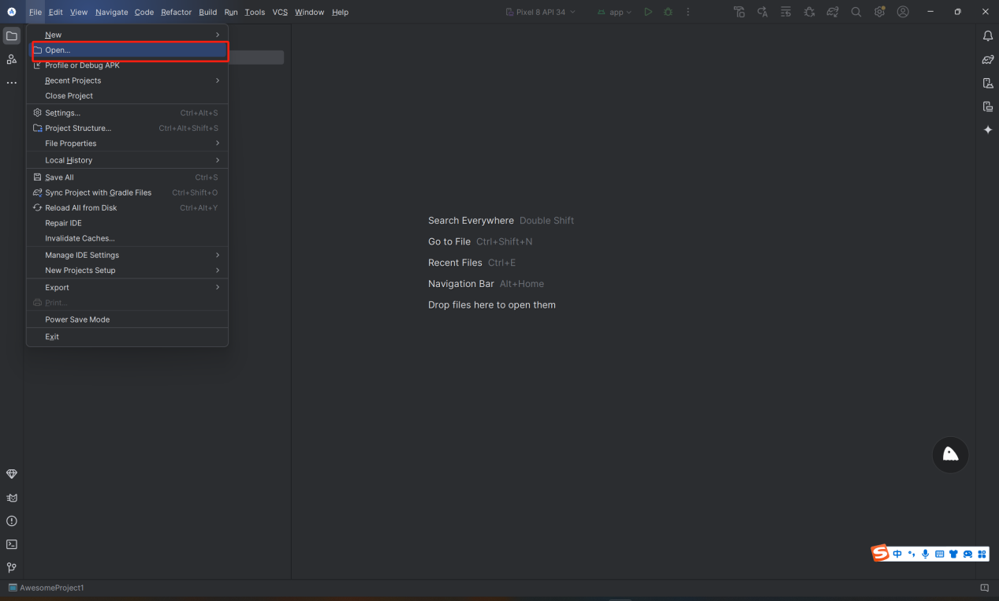 File Edit View Navigate Code Refactor Build Run Tools VCS Window Help Pixel 8 API 34 app
New
Open...
Profile or Debug APK
Recent Projects
Close Project
Settings... Ctrl+Alt+S
Project Structure... Ctrl+Alt+Shift+S
File Properties
Local History
Save All Ctrl+S
Sync Project with Gradle Files Ctrl+Shift+O
Reload All from Disk Ctrl+Alt+Y
Repair IDE
Invalidate Caches...
Manage IDE Settings
New Projects Setup
Export
Print...
Power Save Mode
Exit
Search Everywhere Double Shift
Go to File Ctrl+Shift+N
Recent Files Ctrl+E
Navigation Bar Alt+Home
Drop files here to open them
S 中
AwesomeProject1